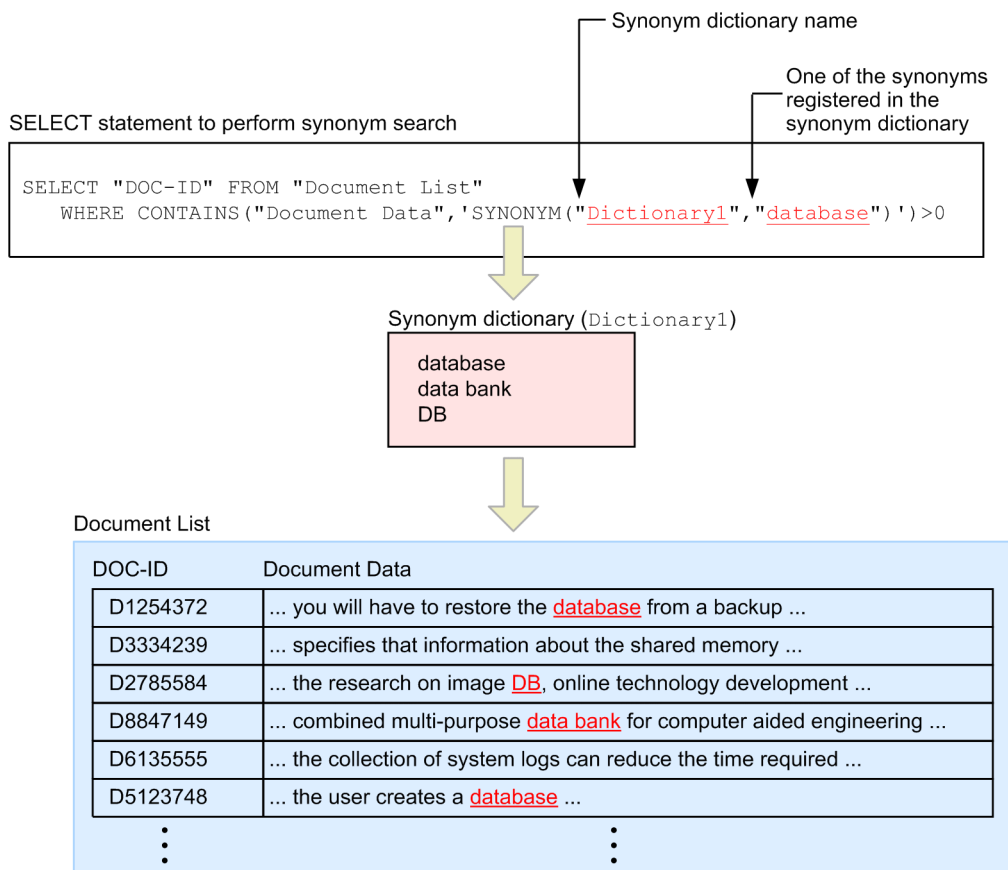 Synonym dictionary name
One of the synonyms
registered in the
synonym dictionary
SELECT statement to perform synonym search
SELECT "DOC-ID" FROM "Document List"
WHERE CONTAINS("Document Data",'SYNONYM("Dictionary1","database")')>0
Synonym dictionary (Dictionary1)
database
data bank
DB
Document List
DOC-ID Document Data
D1254372 ... you will have to restore the database from a backup ...
D3334239 ... specifies that information about the shared memory ...
D2785584 ... the research on image DB, online technology development ...
D8847149 ... combined multi-purpose data bank for computer aided engineering ...
D6135555 ... the collection of system logs can reduce the time required ...
D5123748 ... the user creates a database ...